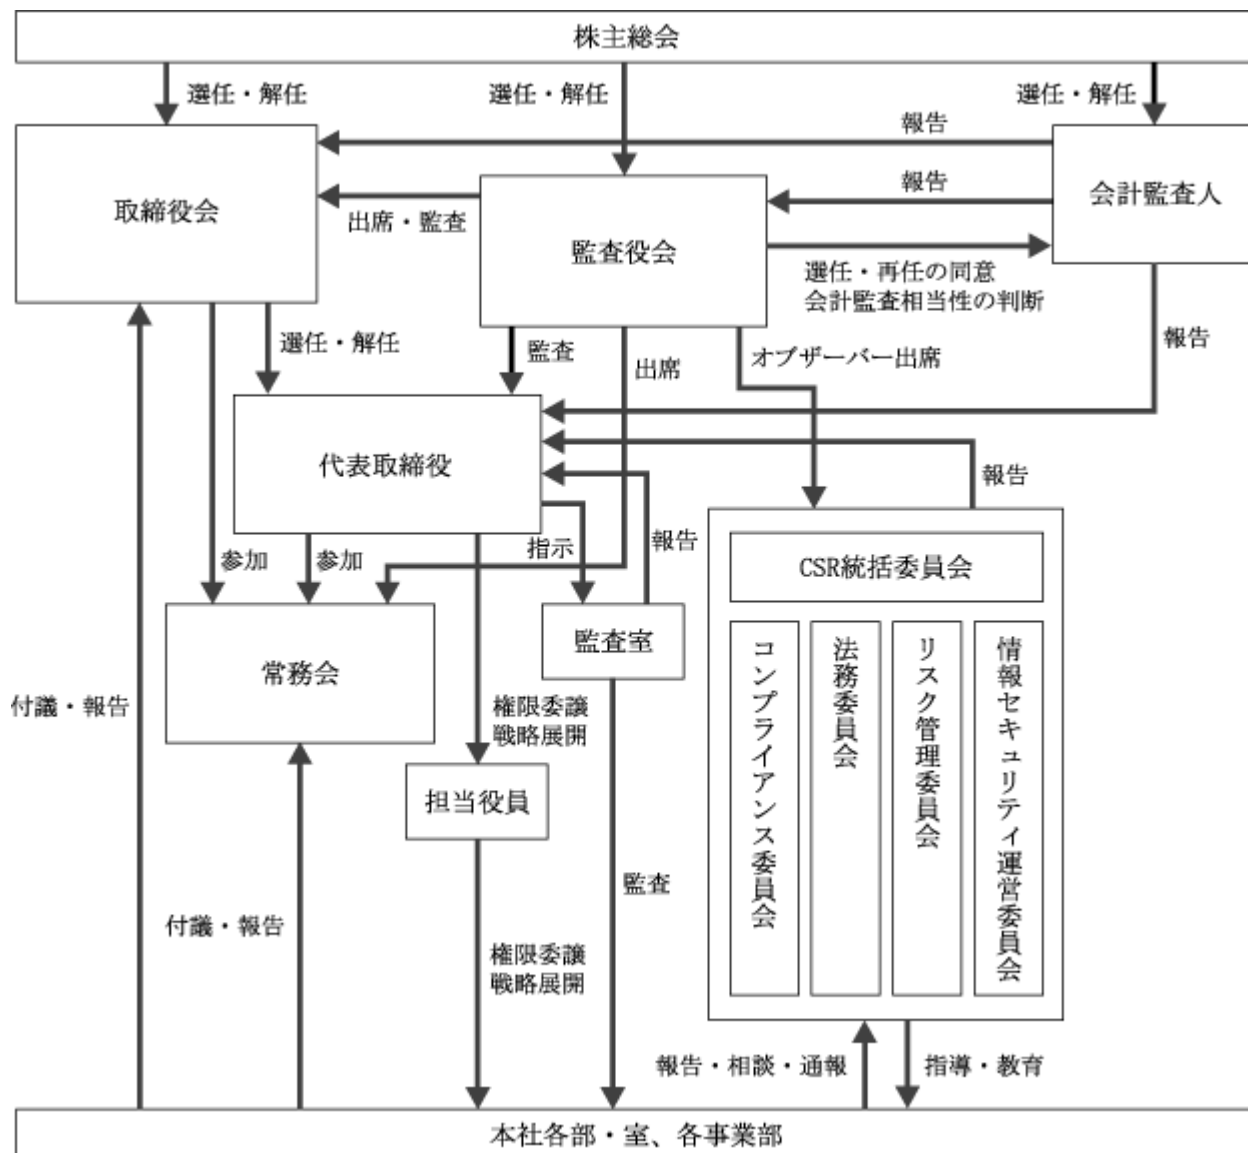 株主総会
選任・解任
選任・解任
選任・解任
報告
取締役会
会計監査人
報告
出席・監査
監査役会
選任・再任の同意
会計監査相当性の判断
選任・解任
監査
出席
オブザーバー出席
報告
代表取締役
報告
参加
参加
指示
報告
CSR統括委員会
常務会
監査室
コンプライアンス委員会
法務委員会
リスク管理委員会
情報セキュリティ運営委員会
付議・報告
権限委譲
戦略展開
担当役員
監査
付議・報告
権限委譲
戦略展開
報告・相談・通報
指導・教育
本社各部・室、各事業部